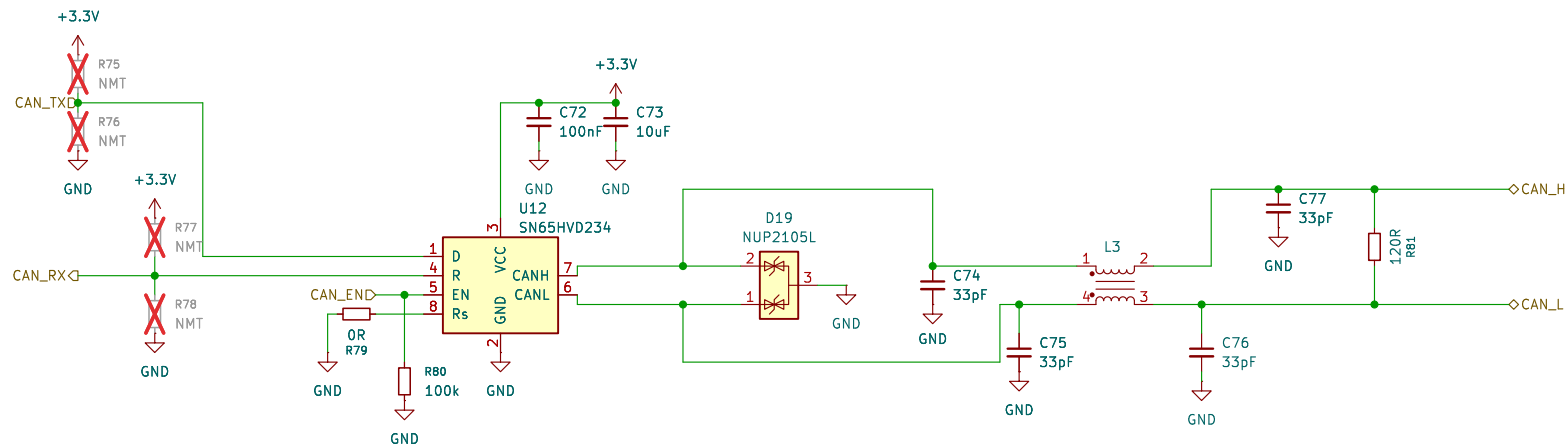 +3.3V
R75
NMT
CAN_TX
R76
NMT
GND
+3.3V
R77
NMT
CAN_RX
R78
NMT
GND
+3.3V
C72
100nF
C73
10uF
GND
GND
U12
SN65HVD234
3
VCC
1
D
4
R
5
EN
8
Rs
CANH
7
CANL
6
GND
2
GND
CAN_EN
0R
R79
GND
R80
100k
GND
D19
NUP2105L
2
1
3
GND
C74
33pF
GND
C75
33pF
GND
L3
1
2
4
3
C77
33pF
GND
C76
33pF
GND
120R
R81
CAN_H
CAN_L